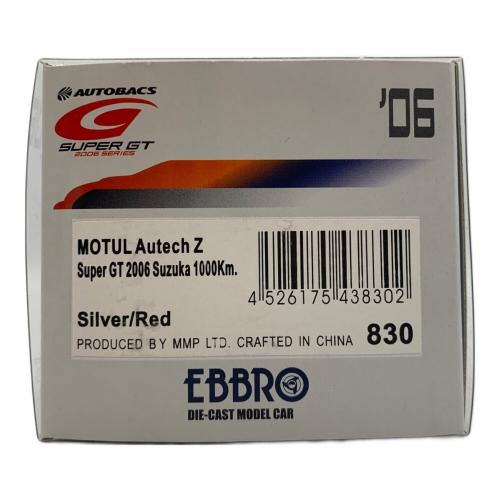 AUTOBACS
'06
SUPER GT
2006 SERIES
MOTUL Autech Z
Super GT 2006 Suzuka 1000Km.
4 526175 438302
Silver/Red
PRODUCED BY MMP LTD. CRAFTED IN CHINA 830
EBBRO
DIE-CAST MODEL CAR